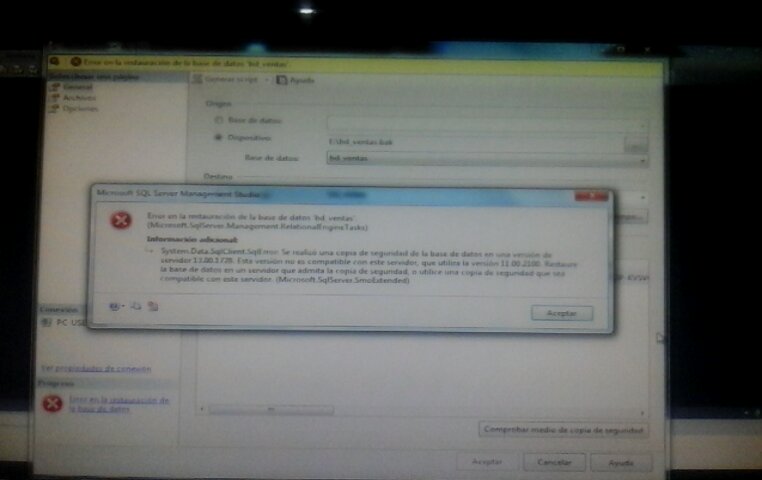 Error en la restauración de la base de datos 'bd_ventas'.
Seleccionar una página
General
Archivos
Opciones
Generar script
Ayuda
Origen
Base de datos:
Dispositivo:
E:\bd_ventas.bak
Base de datos:
bd_ventas
Destino
Microsoft SQL Server Management Studio
Error en la restauración de la base de datos 'bd_ventas'.
(Microsoft.SqlServer.Management.RelationalEngineTasks)
Información adicional:
System.Data.SqlClient.SqlError: Se realizó una copia de seguridad de la base de datos en una versión de
servidor 13.00.1728. Esta versión no es compatible con este servidor, que utiliza la versión 11.00.2100. Restaure
la base de datos en un servidor que admita la copia de seguridad, o utilice una copia de seguridad que sea
compatible con este servidor. (Microsoft.SqlServer.SmoExtended)
Aceptar
Conexión
Ver propiedades de conexión
Progreso
Error en la restauración de
la base de datos
Comprobar medio de copia de seguridad
Aceptar
Cancelar
Ayuda